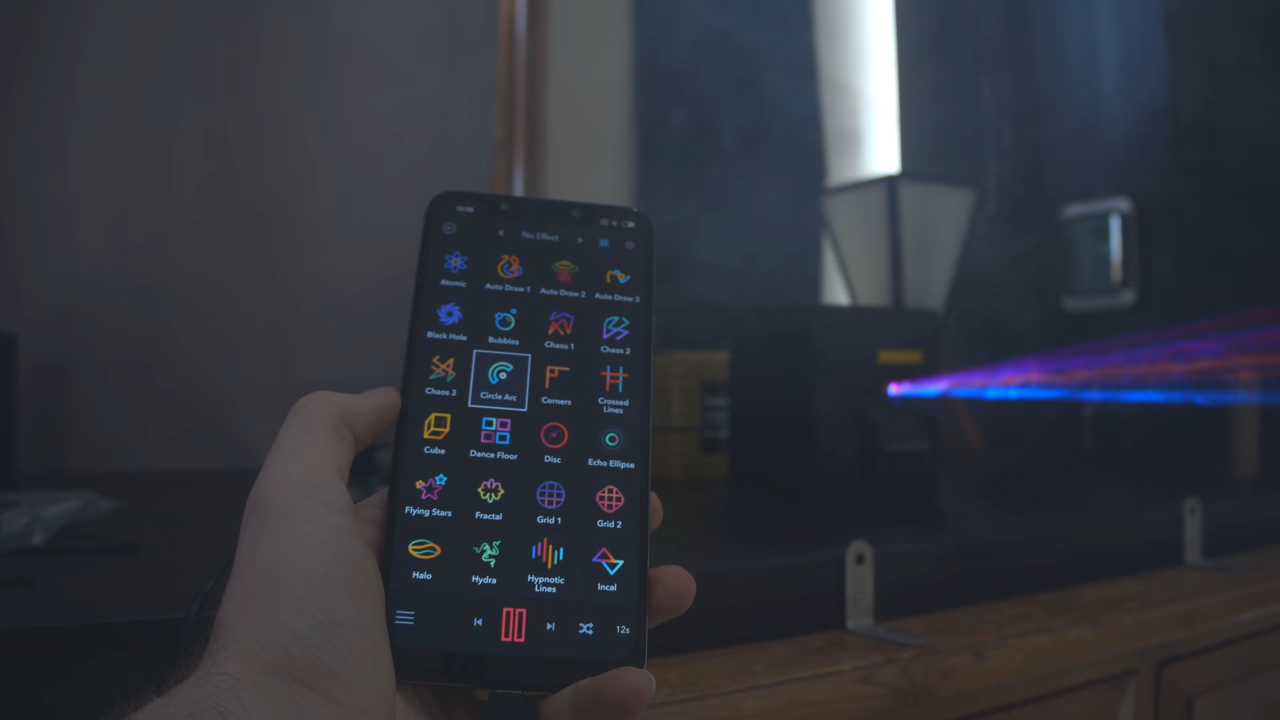 No Effect
Atomic Auto Draw 1 Auto Draw 2 Auto Draw 3
Black Hole Bubbles Chaos 1 Chaos 2
Chaos 3 Circle Arc Corners Crossed
Lines
Cube Dance Floor Disc Echo Ellipse
Flying Stars Fractal Grid 1 Grid 2
Halo Hydra Hypnotic Incal
Lines
12s